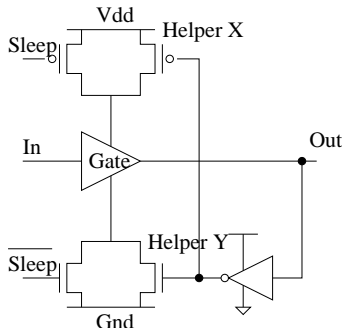 Vdd
Sleep
Helper X
In
Gate
Out
Helper Y
Sleep
Gnd